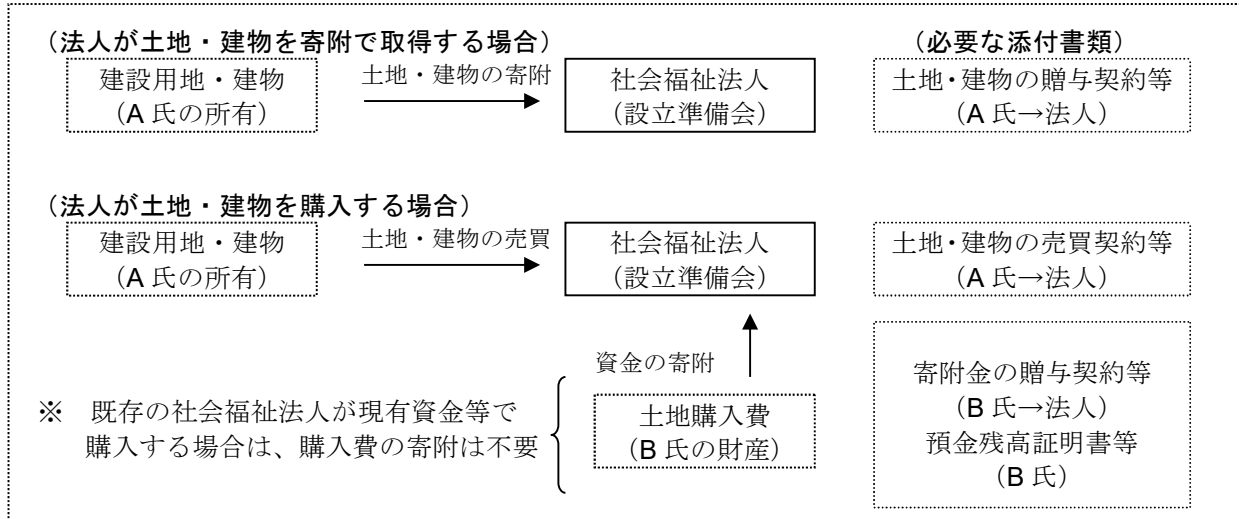 （法人が土地・建物を寄附で取得する場合）
（必要な添付書類）
建設用地・建物
（A 氏の所有）
土地・建物の寄附
社会福祉法人
（設立準備会）
土地・建物の贈与契約等
（A 氏→法人）
（法人が土地・建物を購入する場合）
建設用地・建物
（A 氏の所有）
土地・建物の売買
社会福祉法人
（設立準備会）
土地・建物の売買契約等
（A 氏→法人）
資金の寄附
※　既存の社会福祉法人が現有資金等で
購入する場合は、購入費の寄附は不要
土地購入費
（B 氏の財産）
寄附金の贈与契約等
（B 氏→法人）
預金残高証明書等
（B 氏）